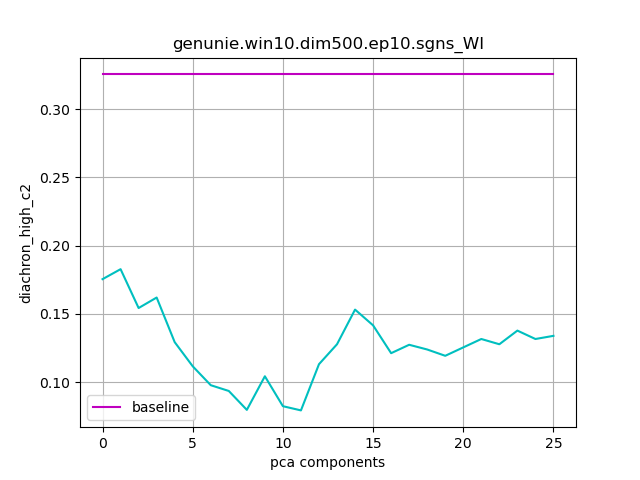 genunie.win10.dim500.ep10.sgns_WI
diachron_high_c2
0.30
0.25
0.20
0.15
0.10
baseline
0 5 10 15 20 25
pca components